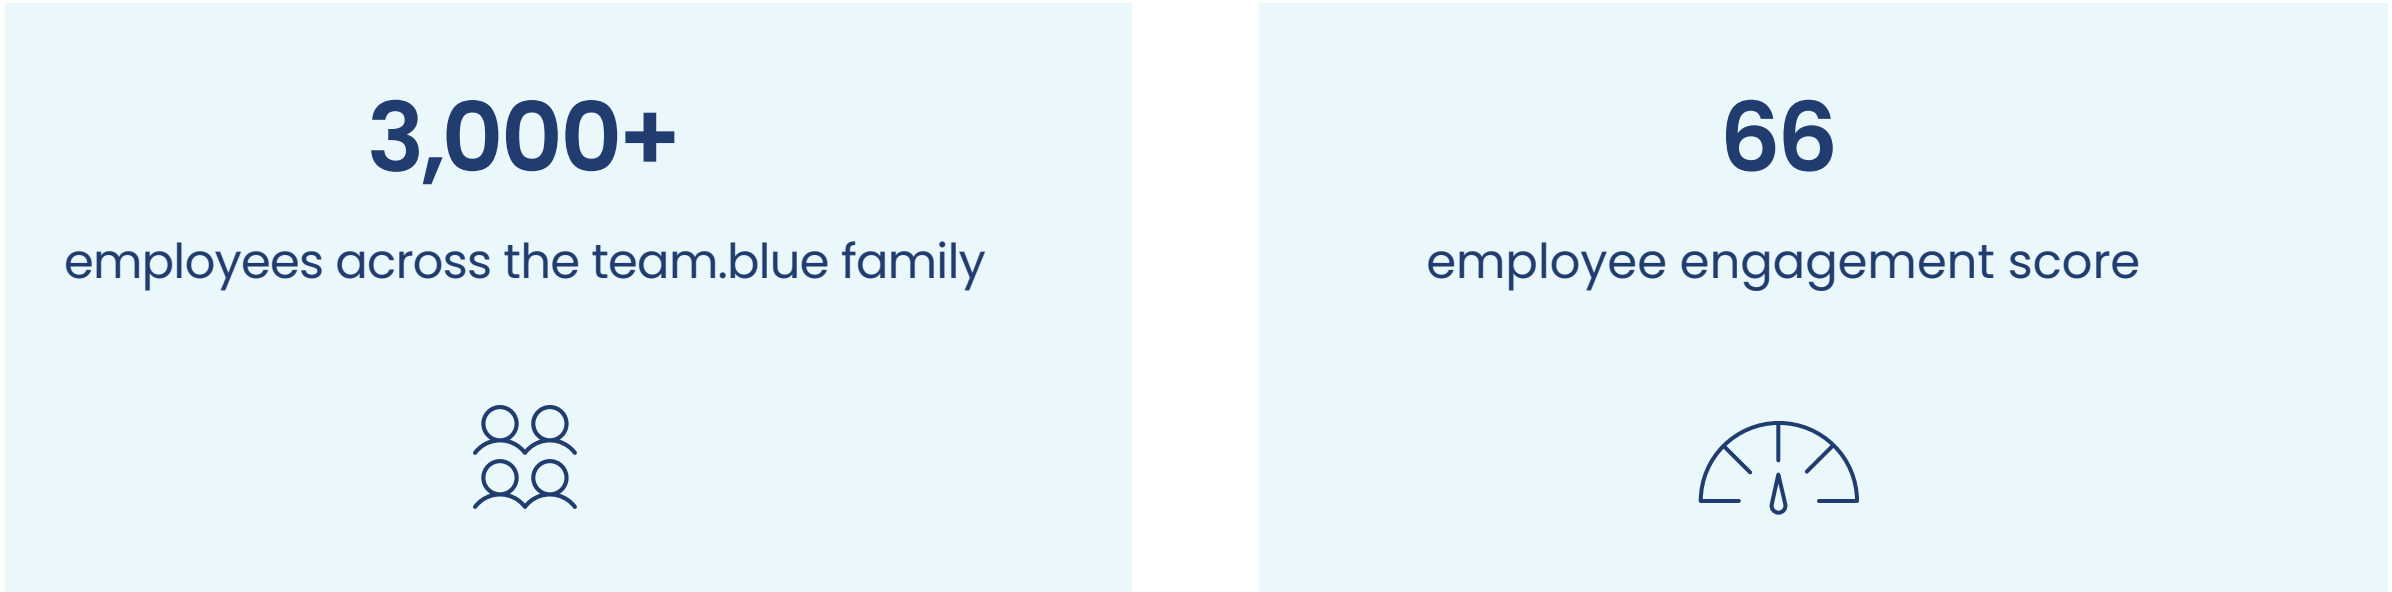 3,000+
employees across the team.blue family
66
employee engagement score